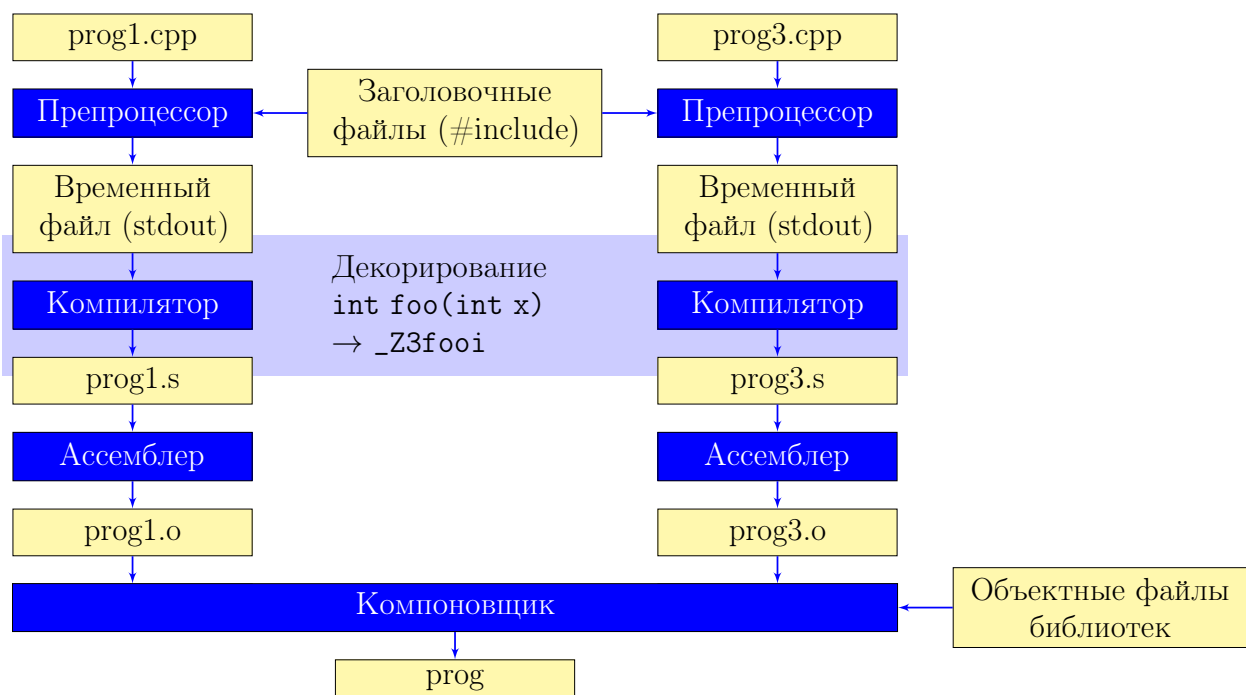 prog1.cpp
prog3.cpp
Препроцессор
Заголовочные
файлы (#include)
Препроцессор
Временный
файл (stdout)
Временный
файл (stdout)
Декорирование
int foo(int x)
→ _Z3fooi
Компилятор
Компилятор
prog1.s
prog3.s
Ассемблер
Ассемблер
prog1.o
prog3.o
Компоновщик
Объектные файлы
библиотек
prog